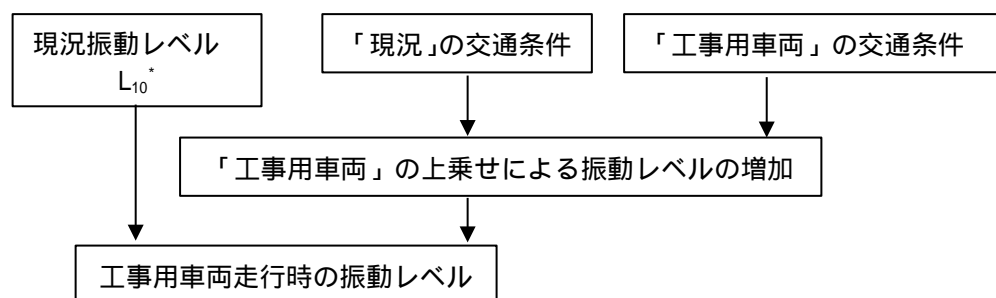 現況振動レベル
L10*
「現況」の交通条件
「工事用車両」の交通条件
「工事用車両」の上乗せによる振動レベルの増加
工事用車両走行時の振動レベル